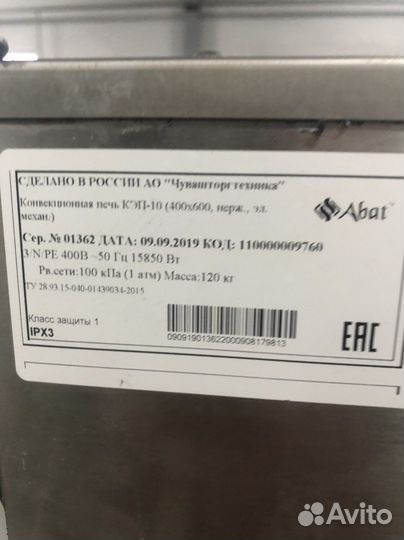 СДЕЛАНО В РОССИИ АО "Чувашторгтехника"
Конвекционная печь КЭП-10 (400х600, нерж., эл.
механ.)
Abat
Сер. № 01362 ДАТА: 09.09.2019 КОД: 110000009760
3/N/PE 400В ~50 Гц 15850 Вт
Рв.сети:100 кПа (1 атм) Масса:120 кг
ТУ 28.93.15-040-01439034-2015
Класс защиты 1
IPX3
0909190136220000908179813
EAC
Avito